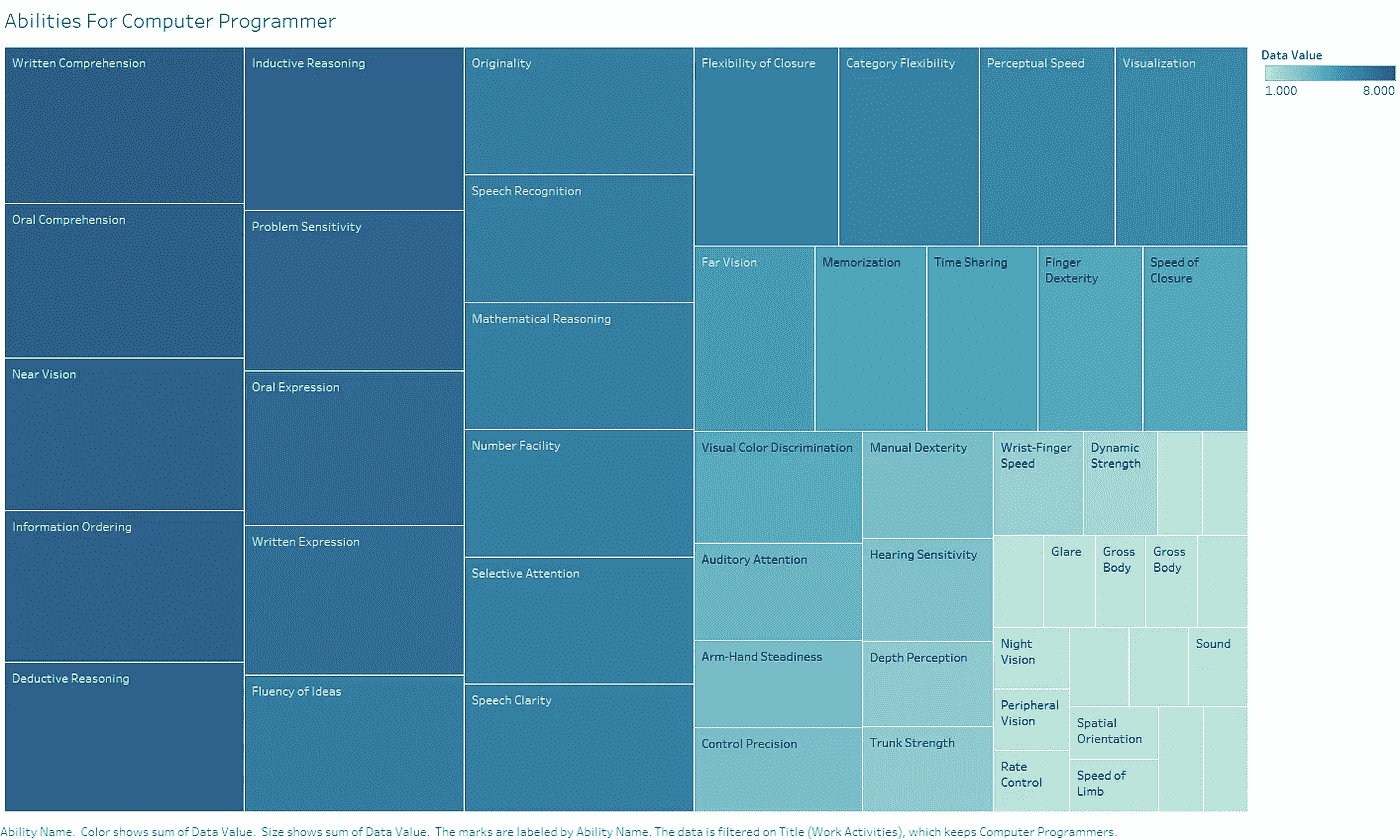 Abilities For Computer Programmer
Written Comprehension
Oral Comprehension
Near Vision
Information Ordering
Deductive Reasoning
Inductive Reasoning
Problem Sensitivity
Oral Expression
Written Expression
Fluency of Ideas
Originality
Speech Recognition
Mathematical Reasoning
Number Facility
Selective Attention
Speech Clarity
Flexibility of Closure
Category Flexibility
Perceptual Speed
Visualization
Far Vision
Memorization
Time Sharing
Finger
Dexterity
Speed of
Closure
Visual Color Discrimination
Auditory Attention
Arm-Hand Steadiness
Control Precision
Manual Dexterity
Hearing Sensitivity
Depth Perception
Trunk Strength
Wrist-Finger
Speed
Dynamic
Strength
Glare
Gross
Body
Gross
Body
Night
Vision
Peripheral
Vision
Rate
Control
Sound
Spatial
Orientation
Speed of
Limb
Data Value
1.000 8.000
Ability Name. Color shows sum of Data Value. Size shows sum of Data Value. The marks are labeled by Ability Name. The data is filtered on Title (Work Activities), which keeps Computer Programmers.